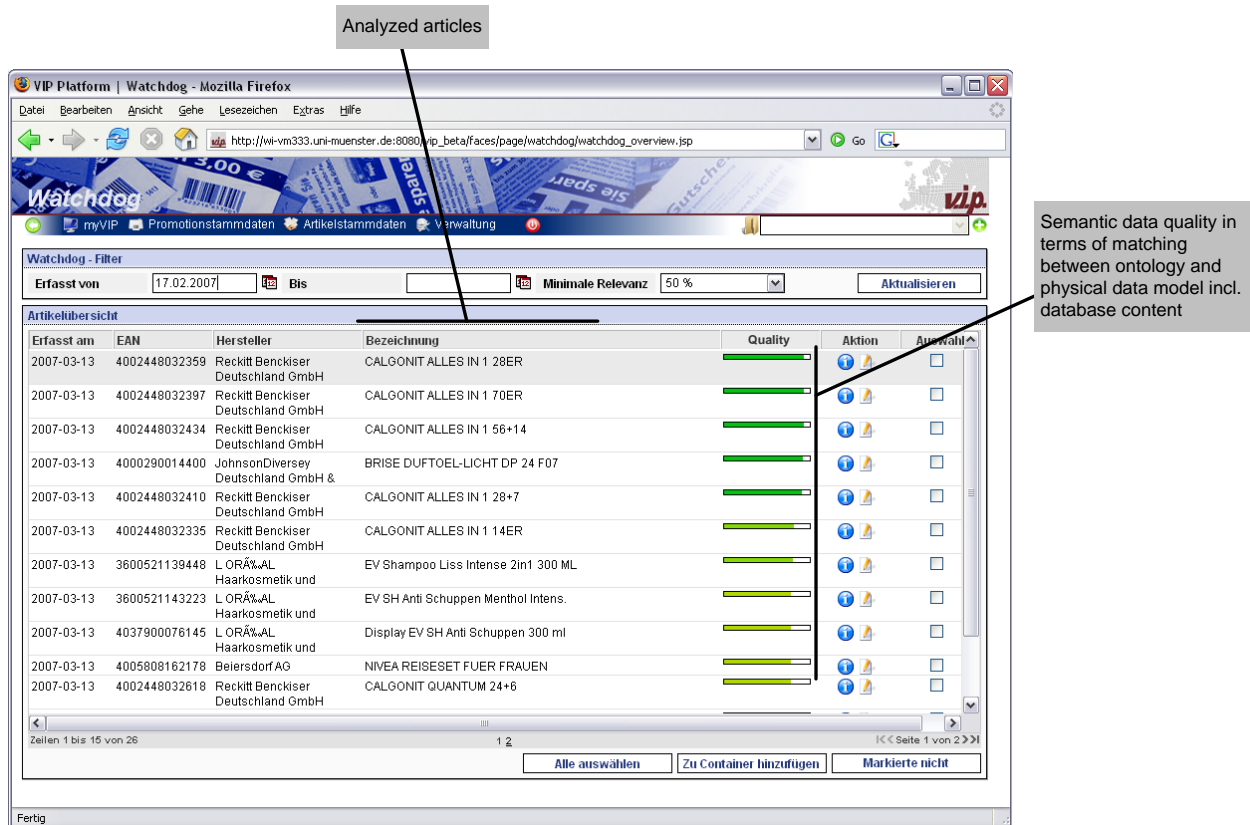 Analyzed articles
VIP Platform | Watchdog - Mozilla Firefox
Datei Bearbeiten Ansicht Gehe Lesezeichen Extras Hilfe
http://wi-vm333.uni-muenster.de:8080/vip_beta/faces/page/watchdog/watchdog_overview.jsp Go
3,00 €
sparen
Sie sparen
Gutsche
Watchdog
vip.
myVIP Promotionstammdaten Artikelstammdaten Verwaltung
Semantic data quality in
terms of matching
between ontology and
physical data model incl.
database content
Watchdog - Filter
Erfasst von 17.02.2007 Bis Minimale Relevanz 50 % Aktualisieren
Artikelübersicht
Erfasst am EAN Hersteller Bezeichnung Quality Aktion Auswahl
2007-03-13 4002448032359 Reckitt Benckiser CALGONIT ALLES IN 1 28ER
Deutschland GmbH
2007-03-13 4002448032397 Reckitt Benckiser CALGONIT ALLES IN 1 70ER
Deutschland GmbH
2007-03-13 4002448032434 Reckitt Benckiser CALGONIT ALLES IN 1 56+14
Deutschland GmbH
2007-03-13 4000290014400 JohnsonDiversey BRISE DUFTOEL-LICHT DP 24 F07
Deutschland GmbH &
2007-03-13 4002448032410 Reckitt Benckiser CALGONIT ALLES IN 1 28+7
Deutschland GmbH
2007-03-13 4002448032335 Reckitt Benckiser CALGONIT ALLES IN 1 14ER
Deutschland GmbH
2007-03-13 3600521139448 L ORÃ‰AL EV Shampoo Liss Intense 2in1 300 ML
Haarkosmetik und
2007-03-13 3600521143223 L ORÃ‰AL EV SH Anti Schuppen Menthol Intens.
Haarkosmetik und
2007-03-13 4037900076145 L ORÃ‰AL Display EV SH Anti Schuppen 300 ml
Haarkosmetik und
2007-03-13 4005808162178 Beiersdorf AG NIVEA REISESET FUER FRAUEN
2007-03-13 4002448032618 Reckitt Benckiser CALGONIT QUANTUM 24+6
Deutschland GmbH
Zeilen 1 bis 15 von 26 1 2 Seite 1 von 2
Alle auswählen Zu Container hinzufügen Markierte nicht
Fertig